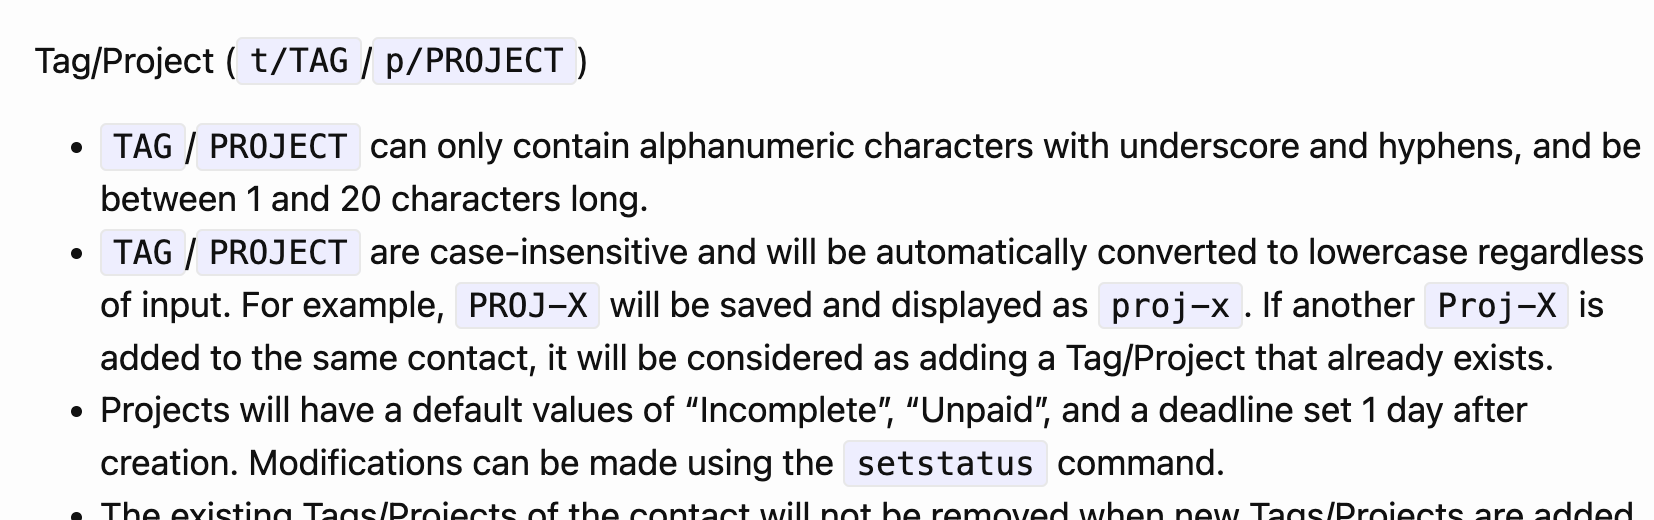 Tag/Project (t/TAG/p/PROJECT)
• TAG/PROJECT can only contain alphanumeric characters with underscore and hyphens, and be
between 1 and 20 characters long.
• TAG/PROJECT are case-insensitive and will be automatically converted to lowercase regardless
of input. For example, PROJ-X will be saved and displayed as proj-x. If another Proj-X is
added to the same contact, it will be considered as adding a Tag/Project that already exists.
• Projects will have a default values of “Incomplete”, “Unpaid”, and a deadline set 1 day after
creation. Modifications can be made using the setstatus command.
• The existing Tags/Projects of the contact will not be removed when new Tags/Projects are added